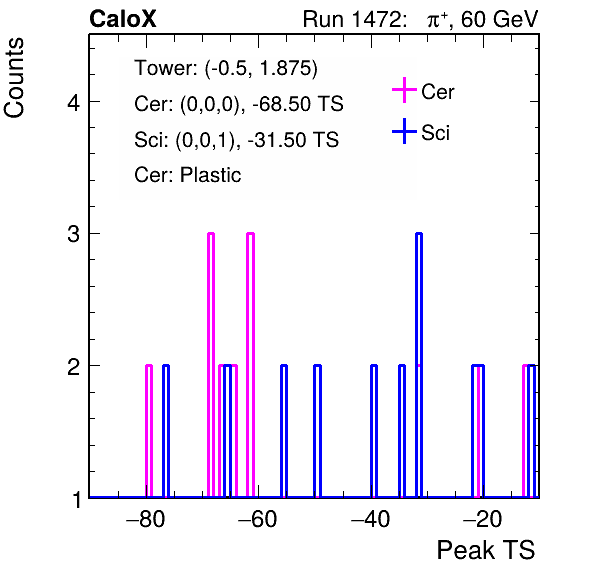 CaloX Run 1472: π⁺, 60 GeV
Counts
Tower: (-0.5, 1.875)
Cer: (0,0,0), -68.50 TS
Sci: (0,0,1), -31.50 TS
Cer: Plastic
Cer
Sci
4
3
2
1
−80 −60 −40 −20
Peak TS